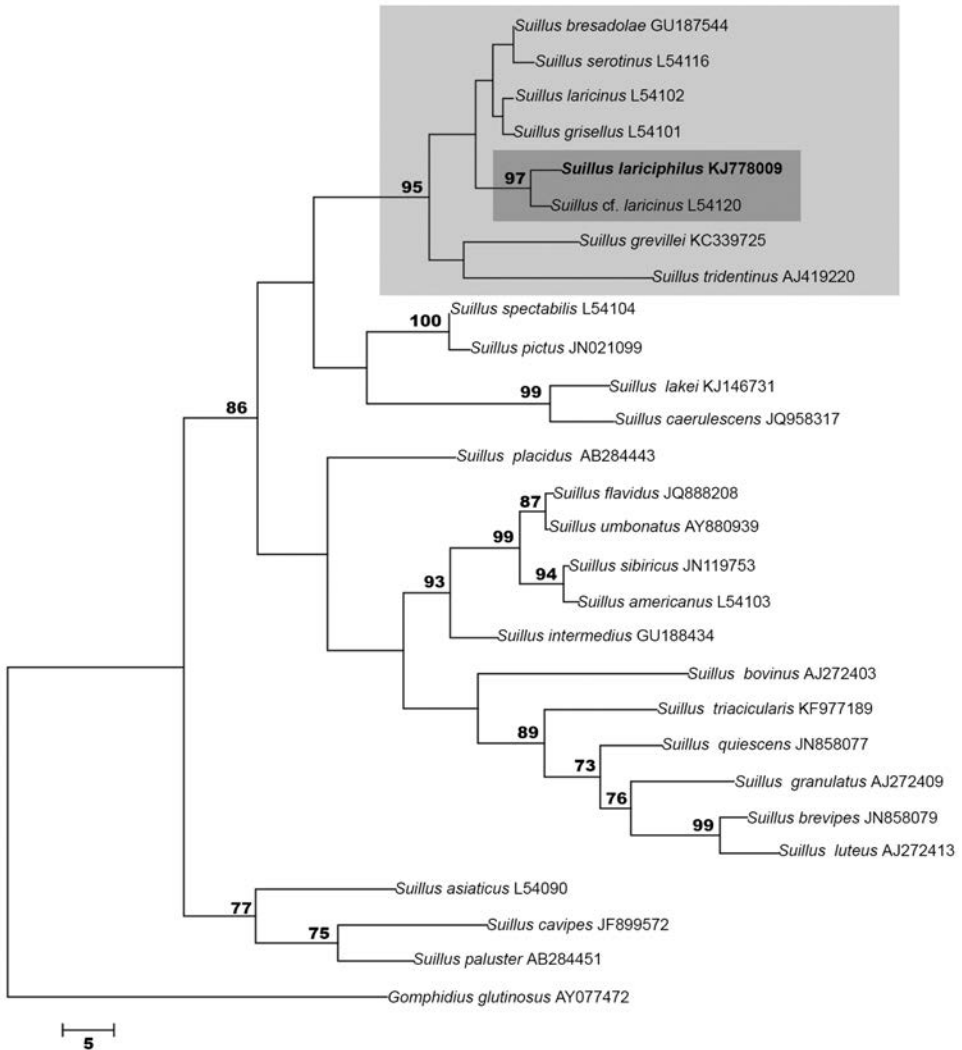 Suillus bresadolae GU187544
Suillus serotinus L54116
Suillus laricinus L54102
Suillus grisellus L54101
Suillus lariciphilus KJ778009
97
95
Suillus cf. laricinus L54120
Suillus grevillei KC339725
Suillus tridentinus AJ419220
Suillus spectabilis L54104
100
Suillus pictus JN021099
Suillus lakei KJ146731
99
86
Suillus caerulescens JQ958317
Suillus placidus AB284443
Suillus flavidus JQ888208
87
Suillus umbonatus AY880939
99
Suillus sibiricus JN119753
94
93
Suillus americanus L54103
Suillus intermedius GU188434
Suillus bovinus AJ272403
Suillus triacicularis KF977189
89
Suillus quiescens JN858077
73
Suillus granulatus AJ272409
76
Suillus brevipes JN858079
99
Suillus luteus AJ272413
Suillus asiaticus L54090
77
Suillus cavipes JF899572
75
Suillus paluster AB284451
Gomphidius glutinosus AY077472
5